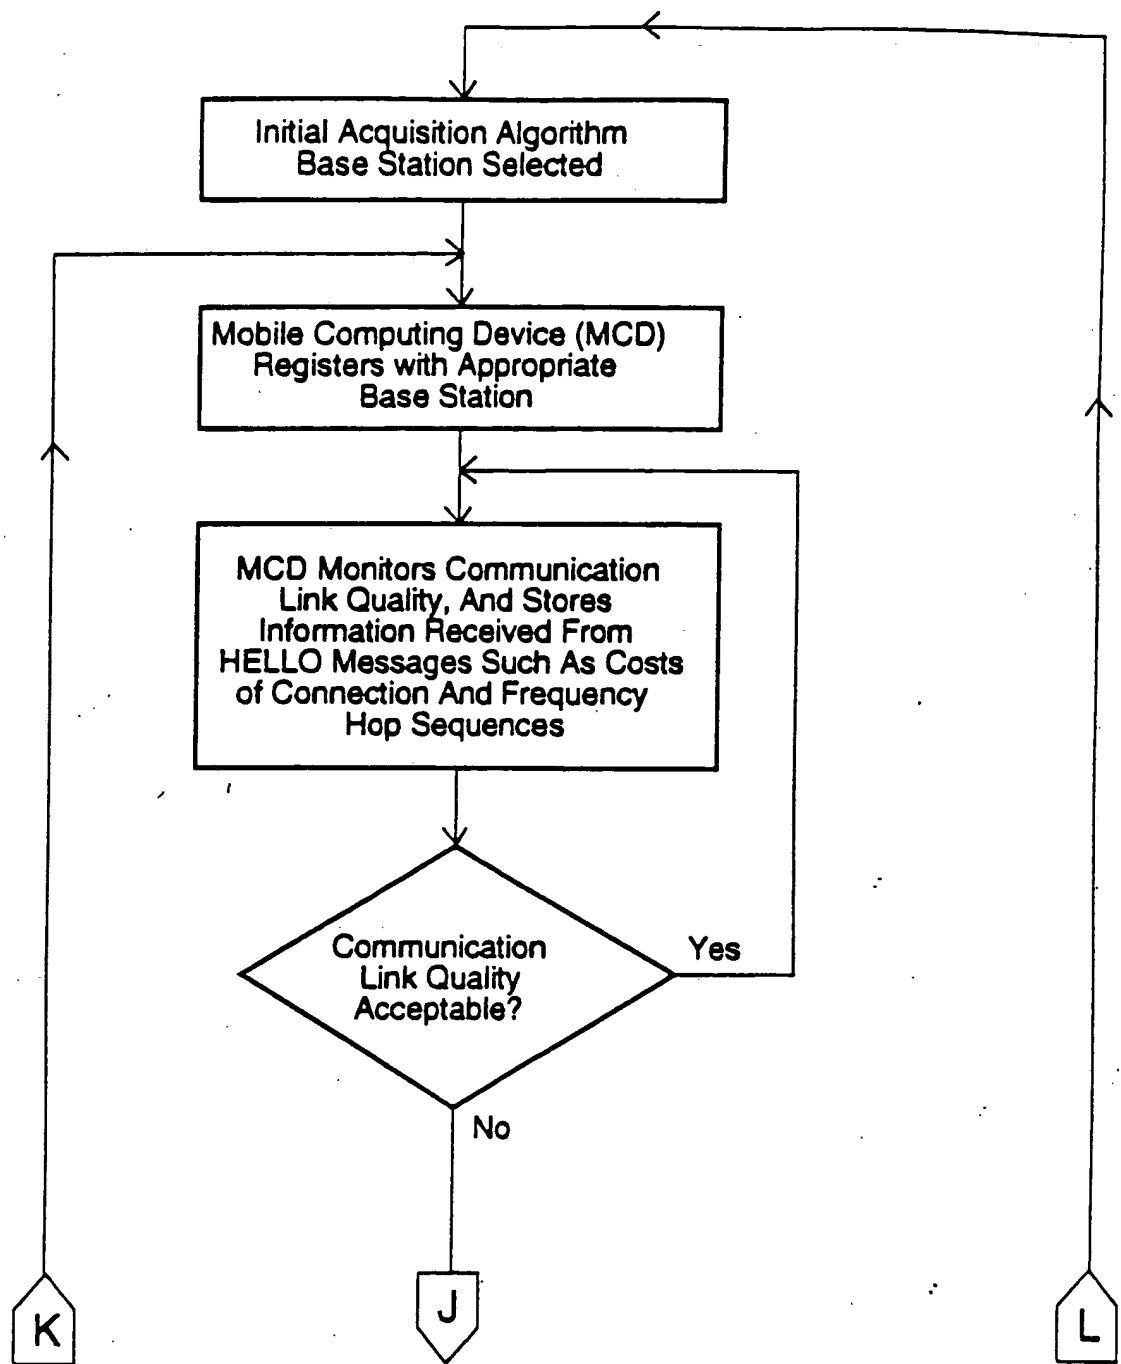 Initial Acquisition Algorithm
Base Station Selected
Mobile Computing Device (MCD)
Registers with Appropriate
Base Station
MCD Monitors Communication
Link Quality, And Stores
Information Received From
HELLO Messages Such As Costs
of Connection And Frequency
Hop Sequences
Communication
Link Quality
Acceptable?
Yes
No
K
J
L